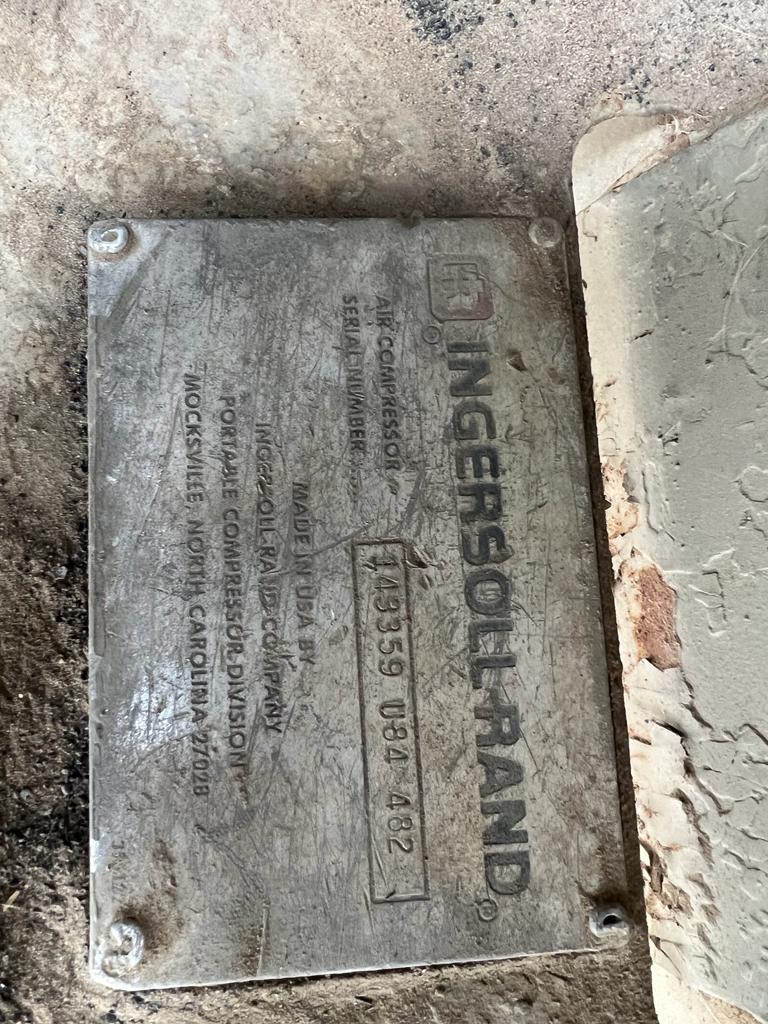 IR
INGERSOLL-RAND
AIR COMPRESSOR
SERIAL NUMBER
143359 U84 482
MADE IN USA BY
INGERSOLL-RAND COMPANY
PORTABLE COMPRESSOR DIVISION
MOCKSVILLE, NORTH CAROLINA 27028